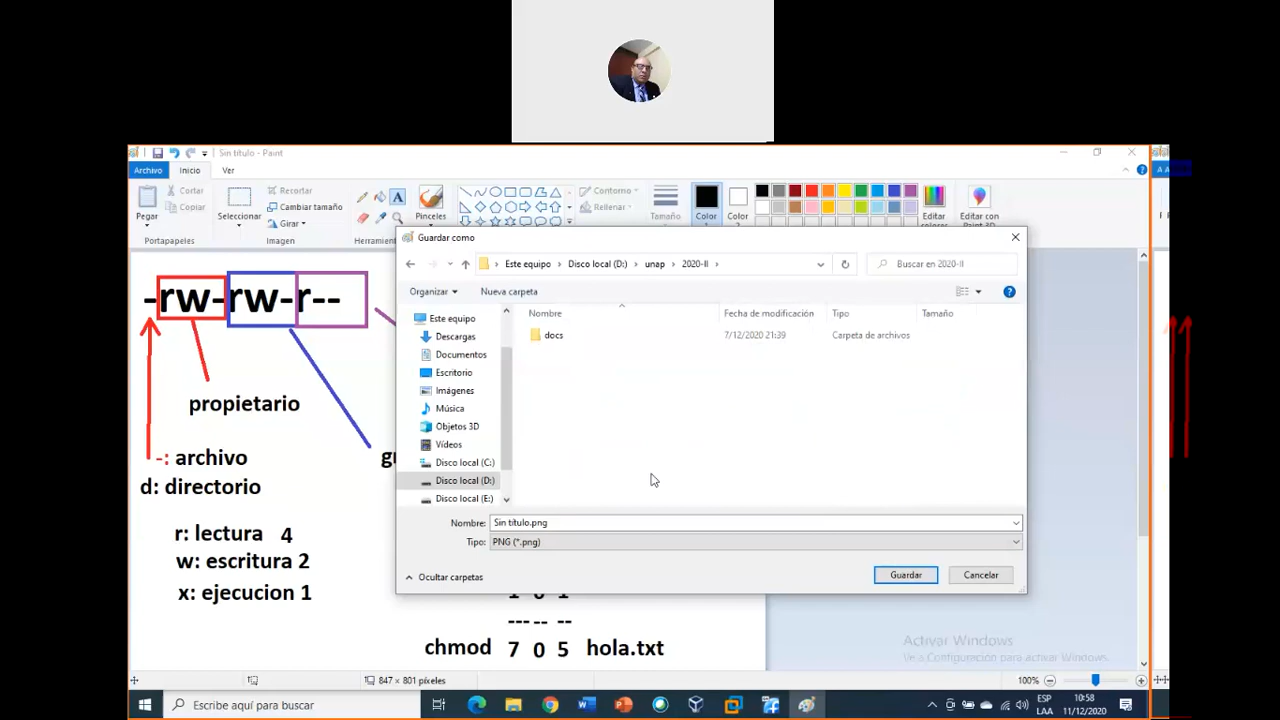 Sin título - Paint
Archivo
Inicio
Ver
Pegar
Cortar
Copiar
Portapapeles
Seleccionar
Recortar
Cambiar tamaño
Girar
Imagen
Pinceles
Contorno
Rellenar
Tamaño
Color
Color
Editar
colores
Editar con
Paint 3D
-rw-rw-r--
propietario
-: archivo
d: directorio
r: lectura 4
w: escritura 2
x: ejecucion 1
--- -- --
chmod 7 0 5 hola.txt
Guardar como
Este equipo > Disco local (D:) > unap > 2020-II >
Buscar en 2020-II
Organizar
Nueva carpeta
Este equipo
Descargas
Documentos
Escritorio
Imágenes
Música
Objetos 3D
Vídeos
Disco local (C:)
Disco local (D:)
Disco local (E:)
Nombre
Fecha de modificación
Tipo
Tamaño
docs
7/12/2020 21:39
Carpeta de archivos
Nombre: Sin título.png
Tipo: PNG (*.png)
Ocultar carpetas
Guardar
Cancelar
Activar Windows
Ve a Configuración para activar Windows.
847 × 801 píxeles
100%
Escribe aquí para buscar
ESP
LAA
10:58
11/12/2020